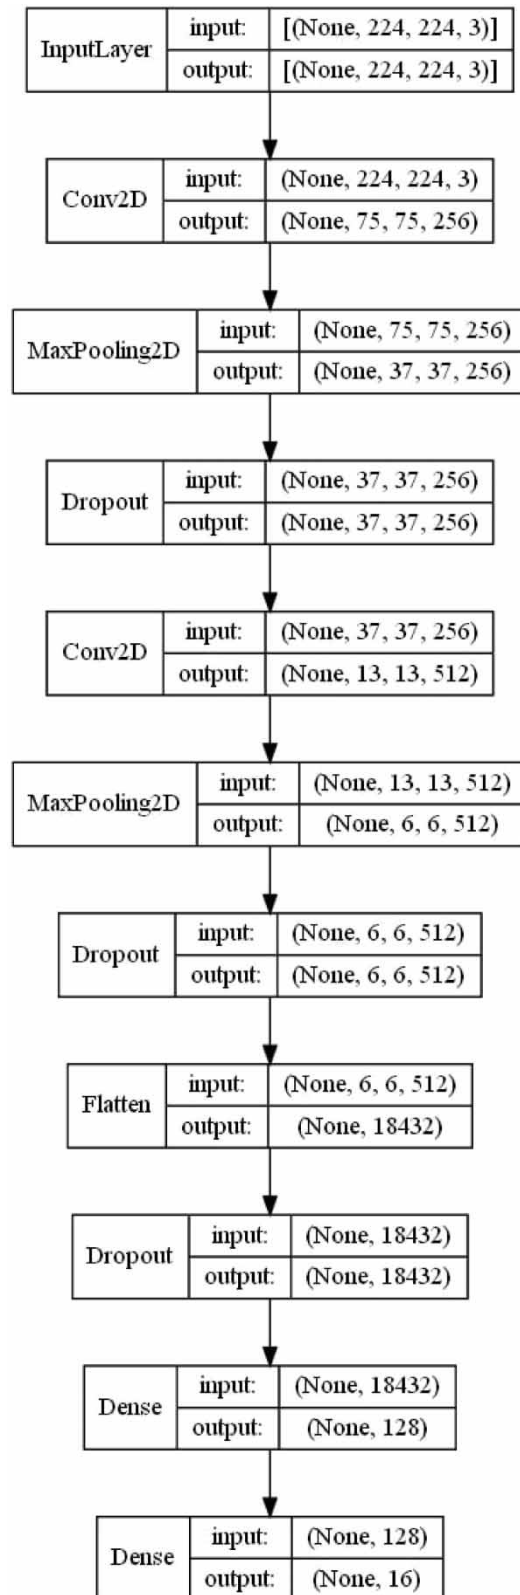 InputLayer
input: [(None, 224, 224, 3)]
output: [(None, 224, 224, 3)]
Conv2D
input: (None, 224, 224, 3)
output: (None, 75, 75, 256)
MaxPooling2D
input: (None, 75, 75, 256)
output: (None, 37, 37, 256)
Dropout
input: (None, 37, 37, 256)
output: (None, 37, 37, 256)
Conv2D
input: (None, 37, 37, 256)
output: (None, 13, 13, 512)
MaxPooling2D
input: (None, 13, 13, 512)
output: (None, 6, 6, 512)
Dropout
input: (None, 6, 6, 512)
output: (None, 6, 6, 512)
Flatten
input: (None, 6, 6, 512)
output: (None, 18432)
Dropout
input: (None, 18432)
output: (None, 18432)
Dense
input: (None, 18432)
output: (None, 128)
Dense
input: (None, 128)
output: (None, 16)